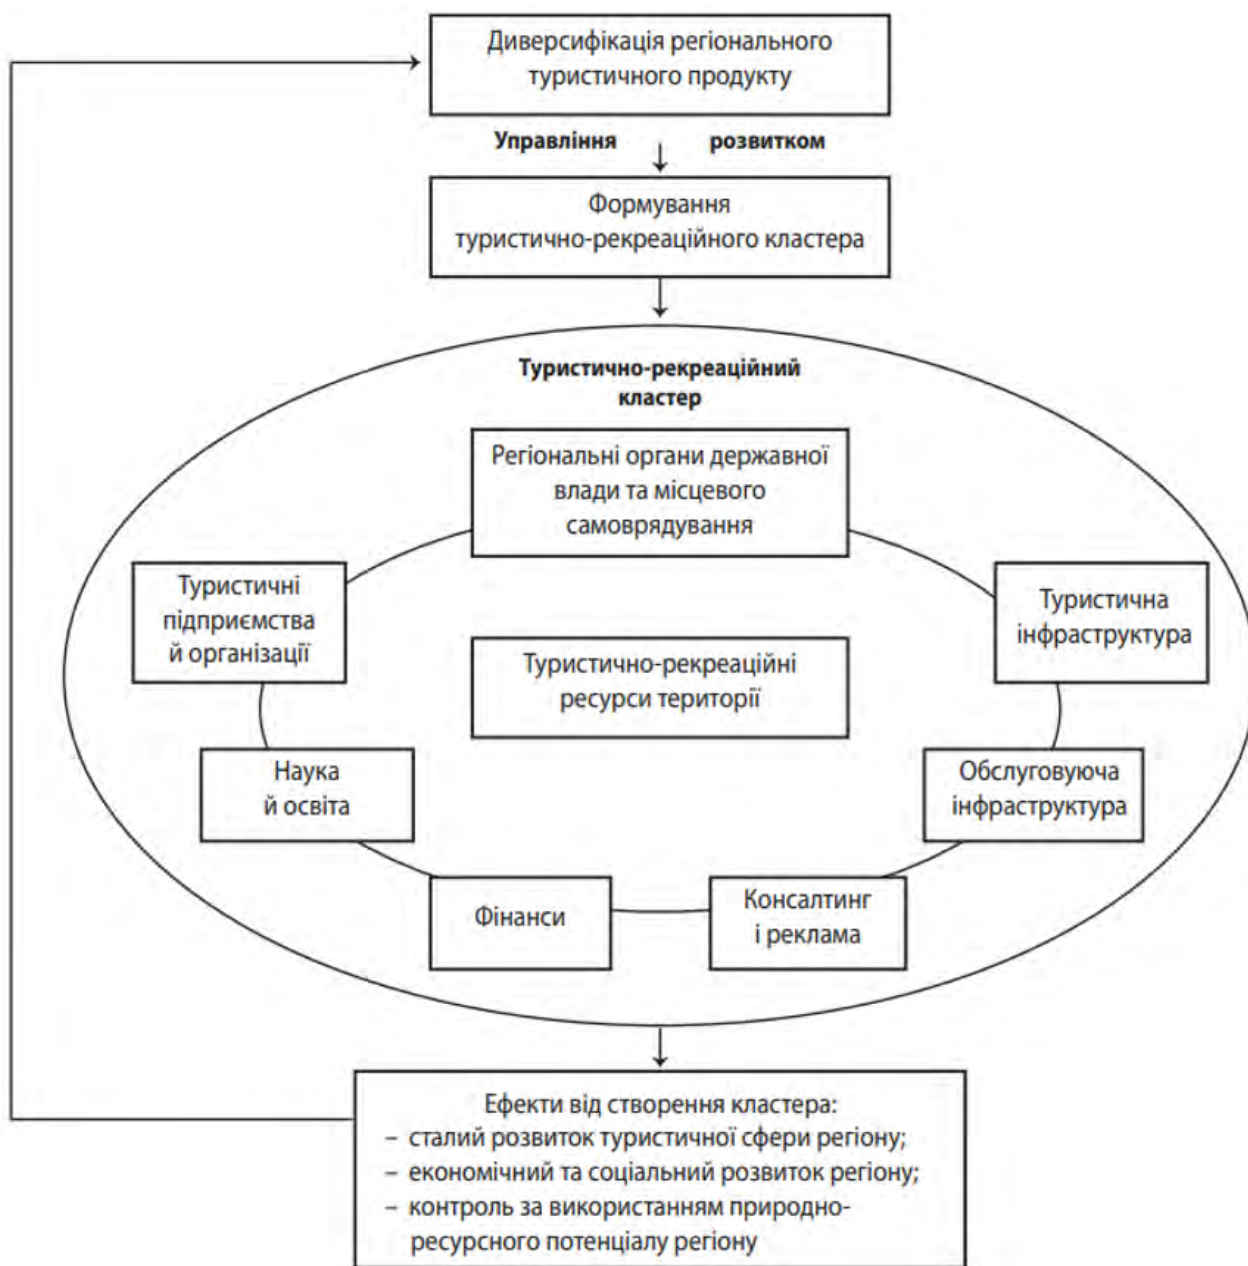 Диверсифікація регіонального
туристичного продукту
Управління розвитком
Формування
туристично-рекреаційного кластера
Туристично-рекреаційний
кластер
Регіональні органи державної
влади та місцевого
самоврядування
Туристичні
підприємства
й організації
Туристична
інфраструктура
Туристично-рекреаційні
ресурси території
Наука
й освіта
Обслуговуюча
інфраструктура
Фінанси
Консалтинг
і реклама
Ефекти від створення кластера:
– сталий розвиток туристичної сфери регіону;
– економічний та соціальний розвиток регіону;
– контроль за використанням природно-
ресурсного потенціалу регіону